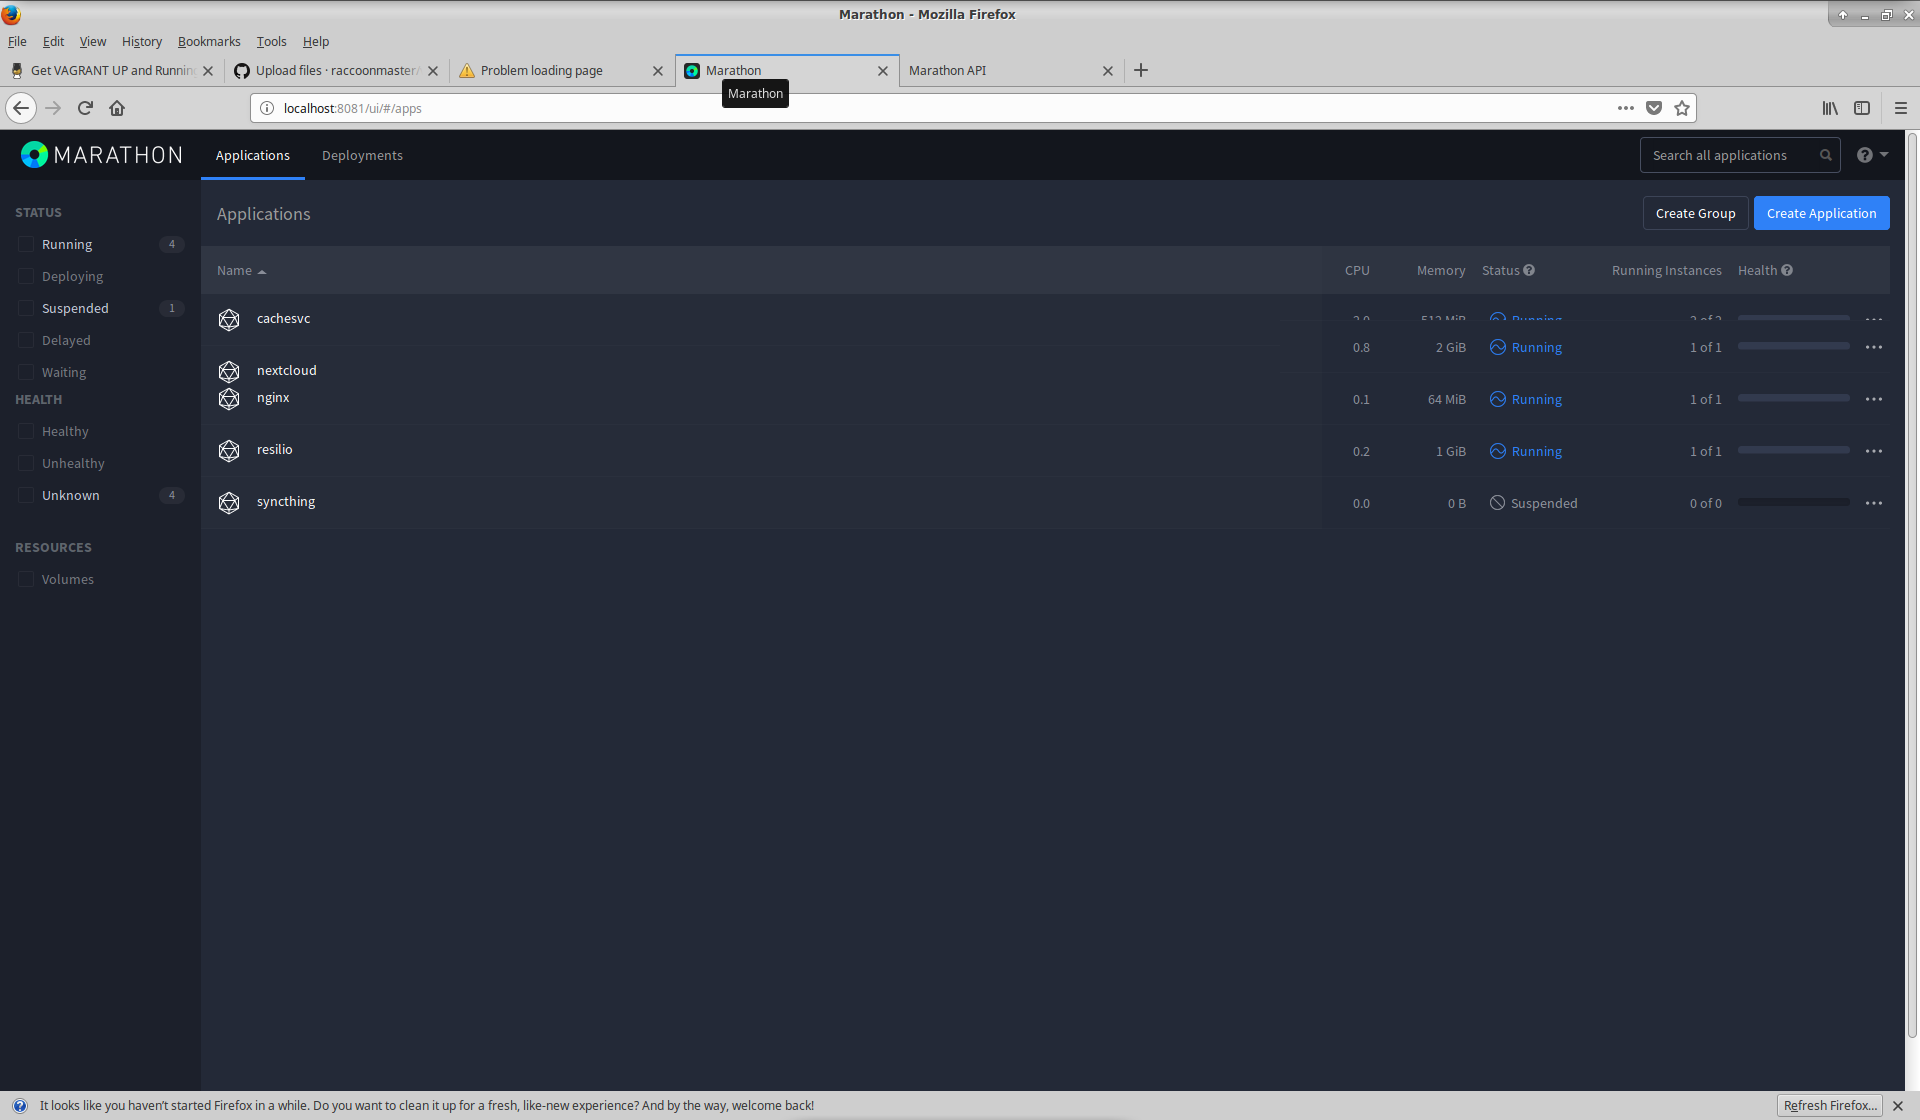 Marathon - Mozilla Firefox
File Edit View History Bookmarks Tools Help
Get VAGRANT UP and Runnin Upload files · raccoonmaster/ Problem loading page Marathon Marathon API
Marathon
localhost:8081/ui/#/apps
MARATHON Applications Deployments Search all applications
STATUS
Running 4
Deploying
Suspended 1
Delayed
Waiting
HEALTH
Healthy
Unhealthy
Unknown 4
RESOURCES
Volumes
Applications Create Group Create Application
Name CPU Memory Status Running Instances Health
cachesvc 512 MiB Running
nextcloud 0.8 2 GiB Running 1 of 1
nginx 0.1 64 MiB Running 1 of 1
resilio 0.2 1 GiB Running 1 of 1
syncthing 0.0 0 B Suspended 0 of 0
It looks like you haven't started Firefox in a while. Do you want to clean it up for a fresh, like-new experience? And by the way, welcome back! Refresh Firefox...